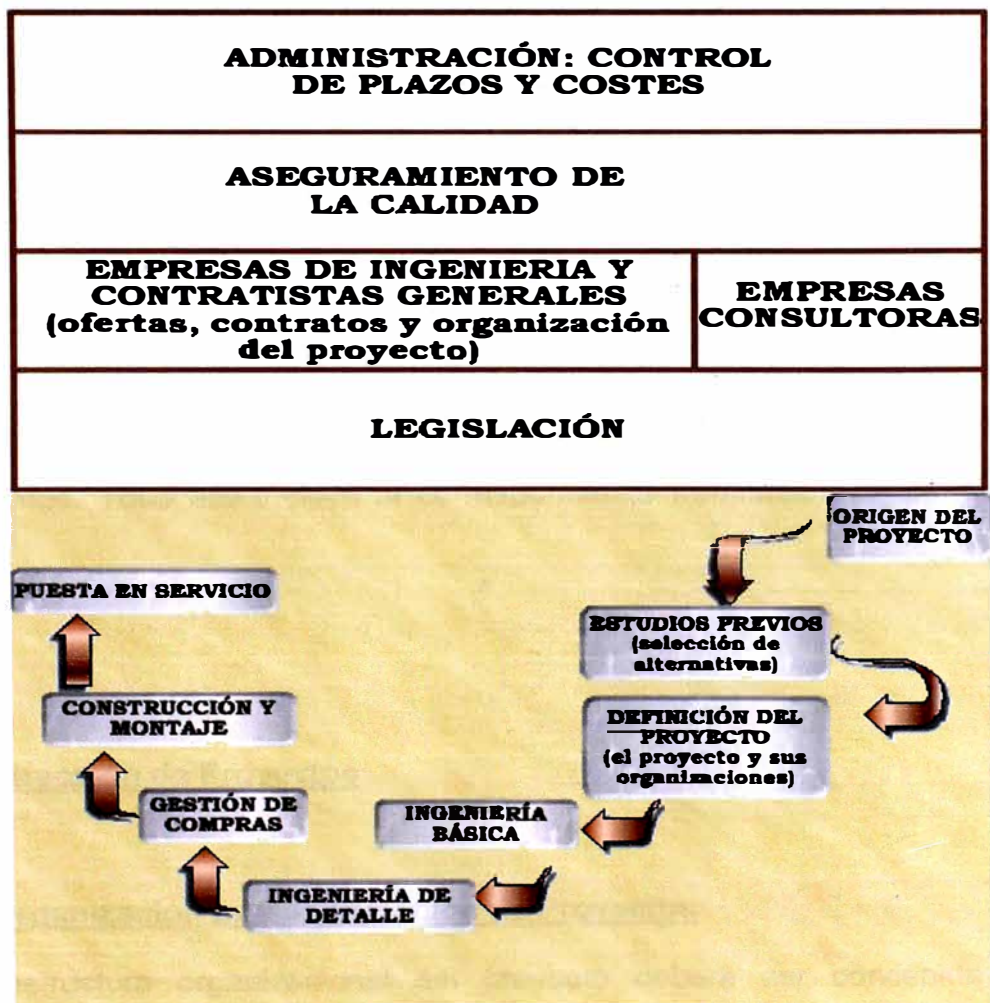 ADMINISTRACIÓN: CONTROL
DE PLAZOS Y COSTES
ASEGURAMIENTO DE
LA CALIDAD
EMPRESAS DE INGENIERIA Y
CONTRATISTAS GENERALES
(ofertas, contratos y organización
del proyecto)
EMPRESAS
CONSULTORAS
LEGISLACIÓN
ORIGEN DEL
PROYECTO
PUESTA EN SERVICIO
ESTUDIOS PREVIOS
(selección de
alternativas)
CONSTRUCCIÓN Y
MONTAJE
DEFINICIÓN DEL
PROYECTO
(el proyecto y sus
organizaciones)
GESTIÓN DE
COMPRAS
INGENIERÍA
BÁSICA
INGENIERÍA DE
DETALLE